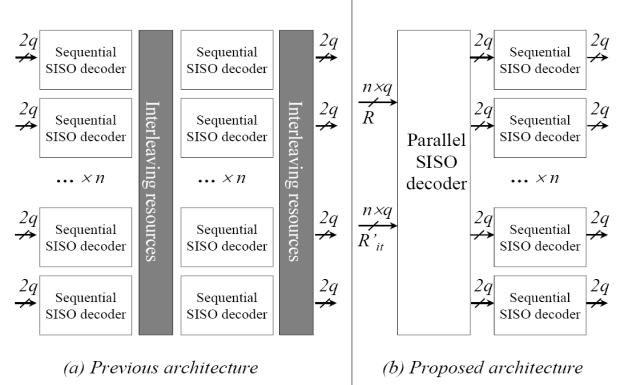 2q
Sequential
SISO decoder
2q
Sequential
SISO decoder
... × n
2q
Sequential
SISO decoder
2q
Sequential
SISO decoder
Interleaving resources
Sequential
SISO decoder
Sequential
SISO decoder
... × n
Sequential
SISO decoder
Sequential
SISO decoder
Interleaving resources
2q
2q
2q
2q
(a) Previous architecture
n×q
R
n×q
R'it
Parallel
SISO
decoder
2q
Sequential
SISO decoder
2q
2q
Sequential
SISO decoder
2q
... × n
2q
Sequential
SISO decoder
2q
2q
Sequential
SISO decoder
2q
(b) Proposed architecture